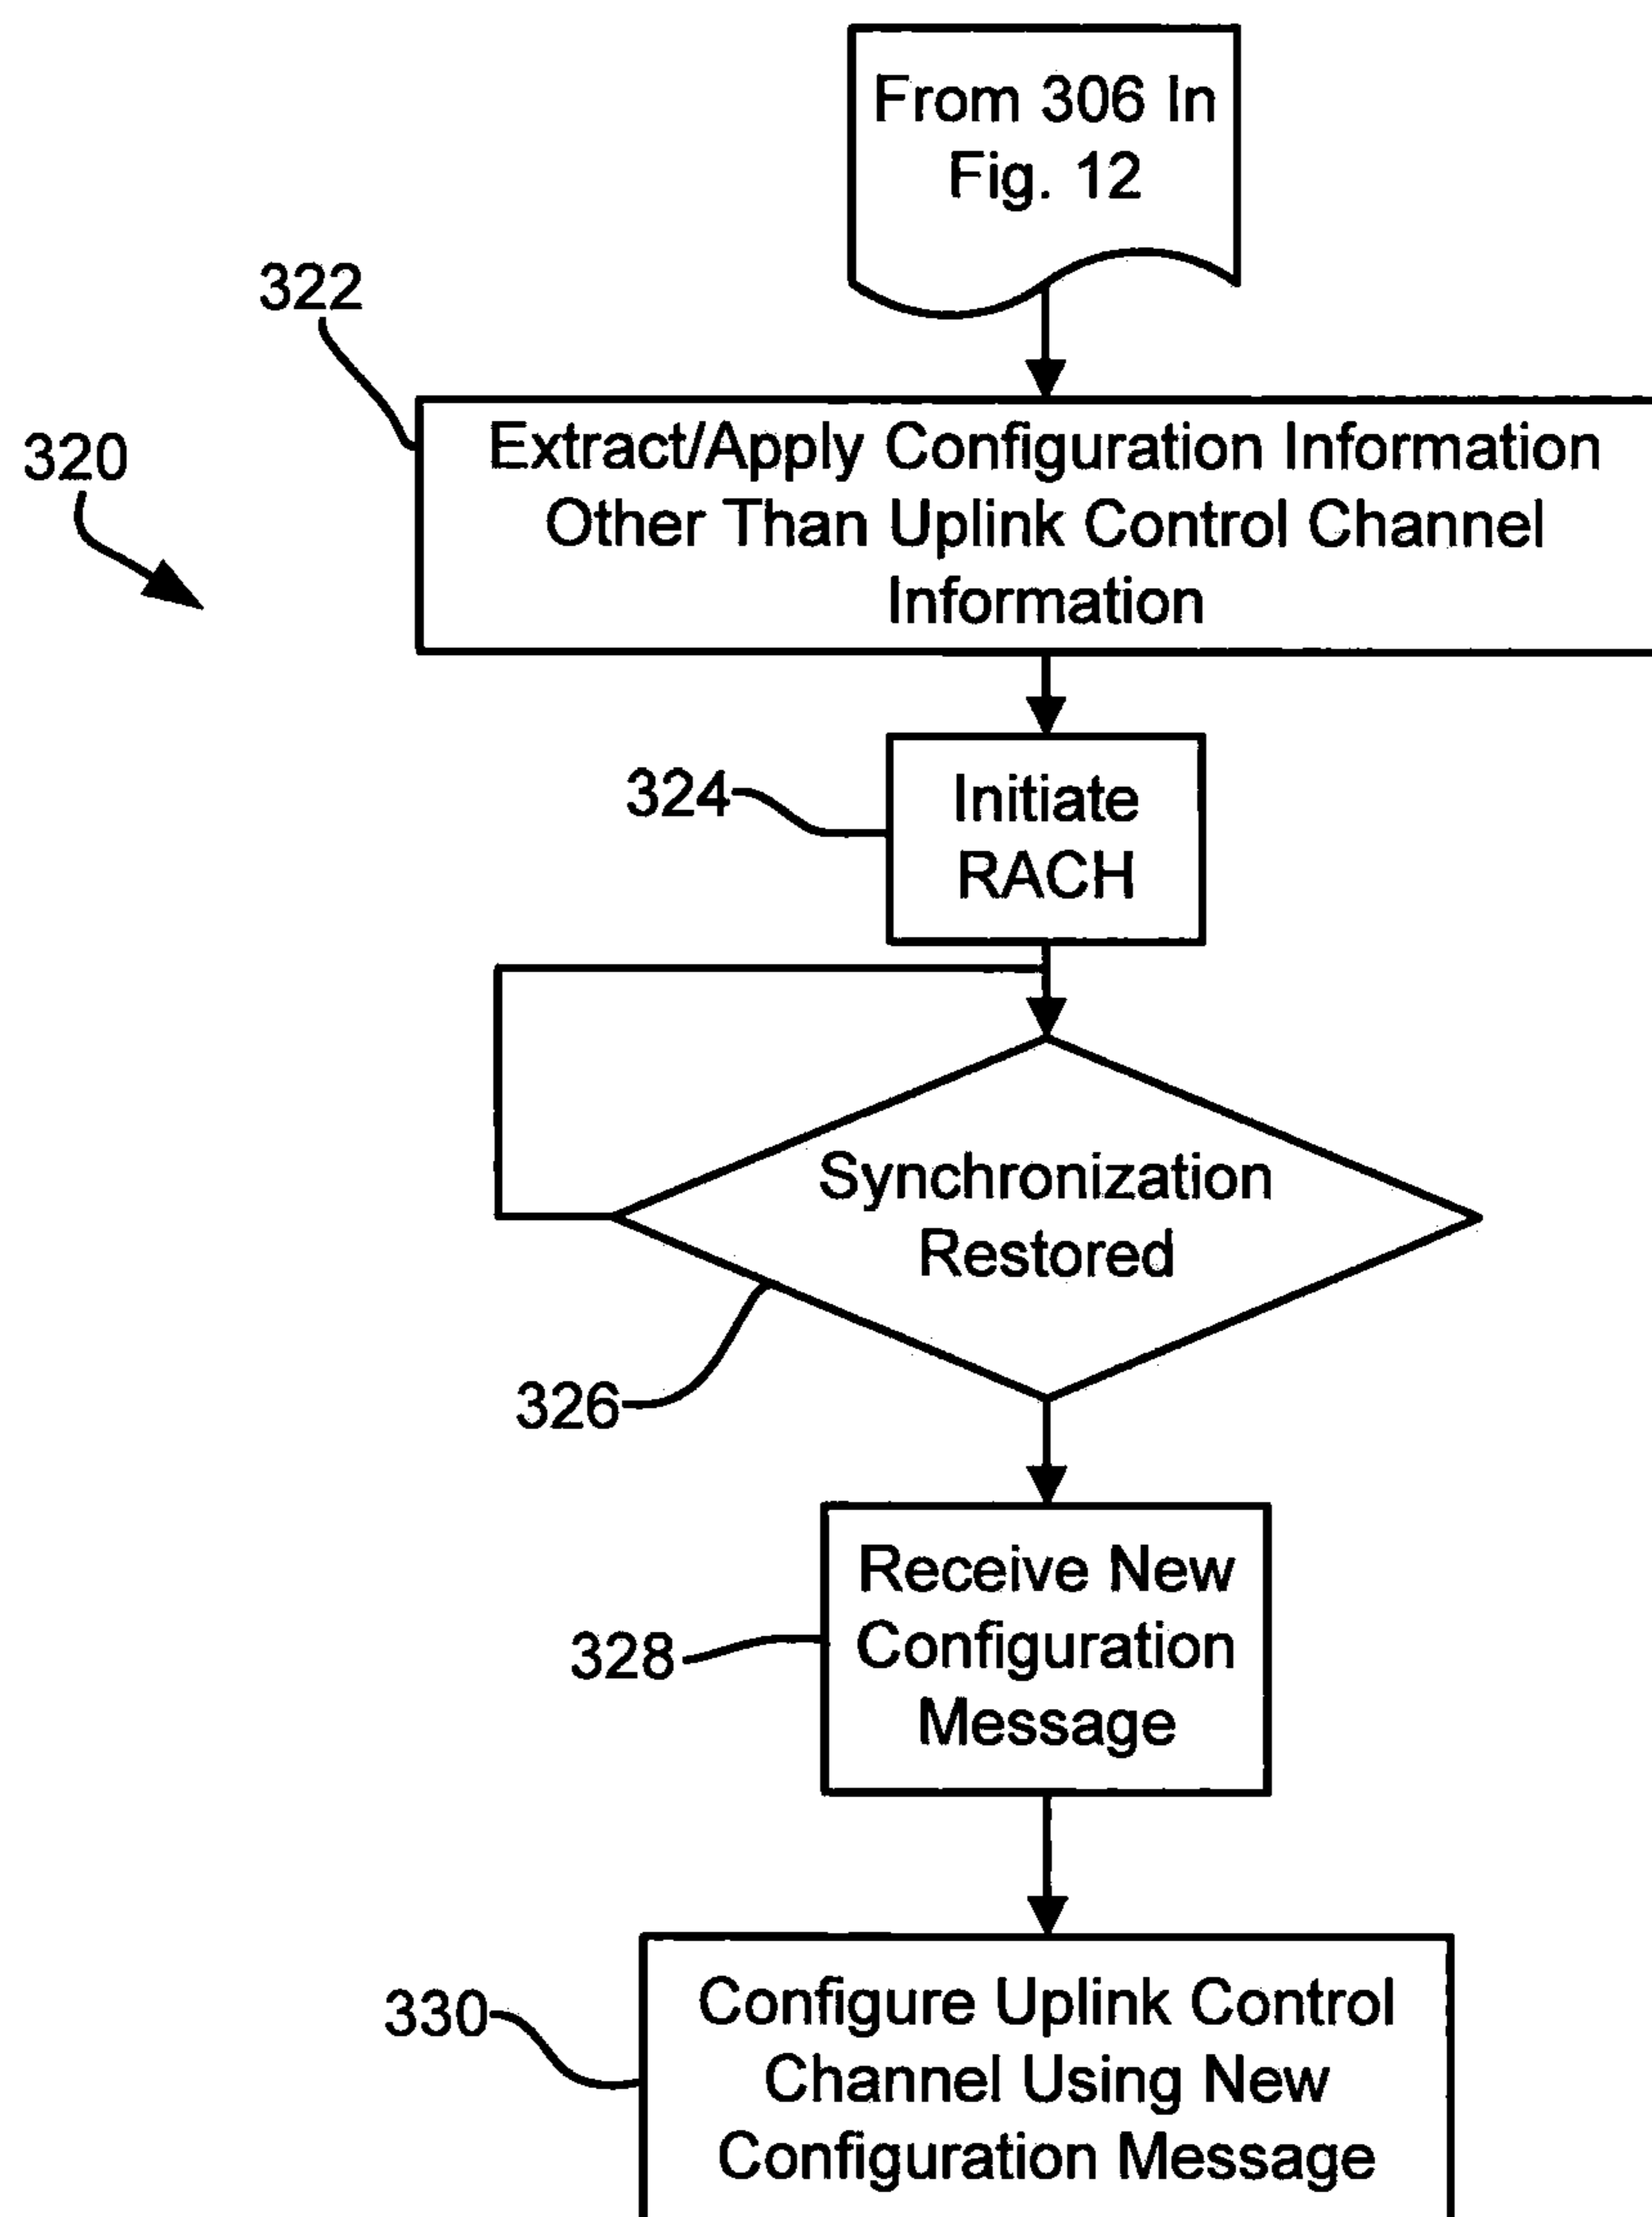 From 306 In
Fig. 12
322
320
Extract/Apply Configuration Information
Other Than Uplink Control Channel
Information
324
Initiate
RACH
Synchronization
Restored
326
328
Receive New
Configuration
Message
330
Configure Uplink Control
Channel Using New
Configuration Message